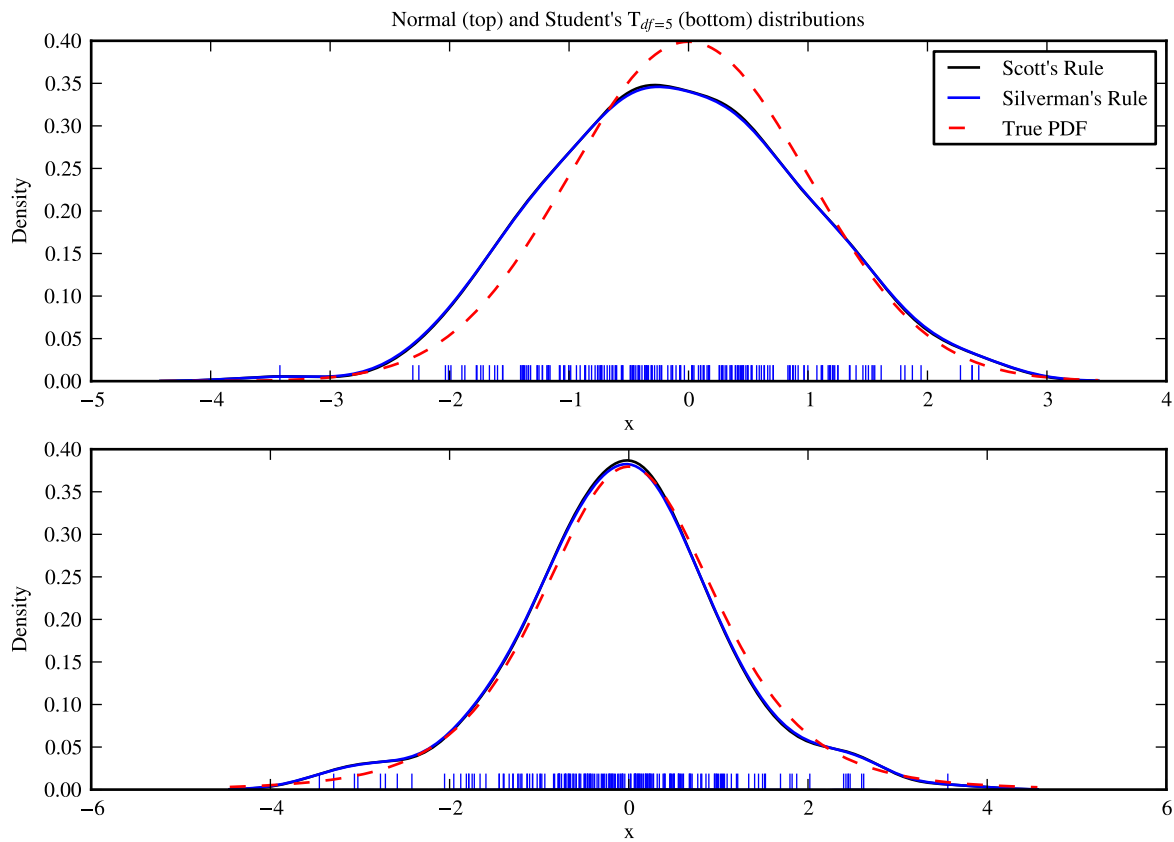 Normal (top) and Student's T_{df=5} (bottom) distributions
0.40
0.35
0.30
0.25
0.20
0.15
0.10
0.05
0.00
Density
Scott's Rule
Silverman's Rule
True PDF
−5 −4 −3 −2 −1 0 1 2 3 4
x
0.40
0.35
0.30
0.25
0.20
0.15
0.10
0.05
0.00
Density
−6 −4 −2 0 2 4 6
x